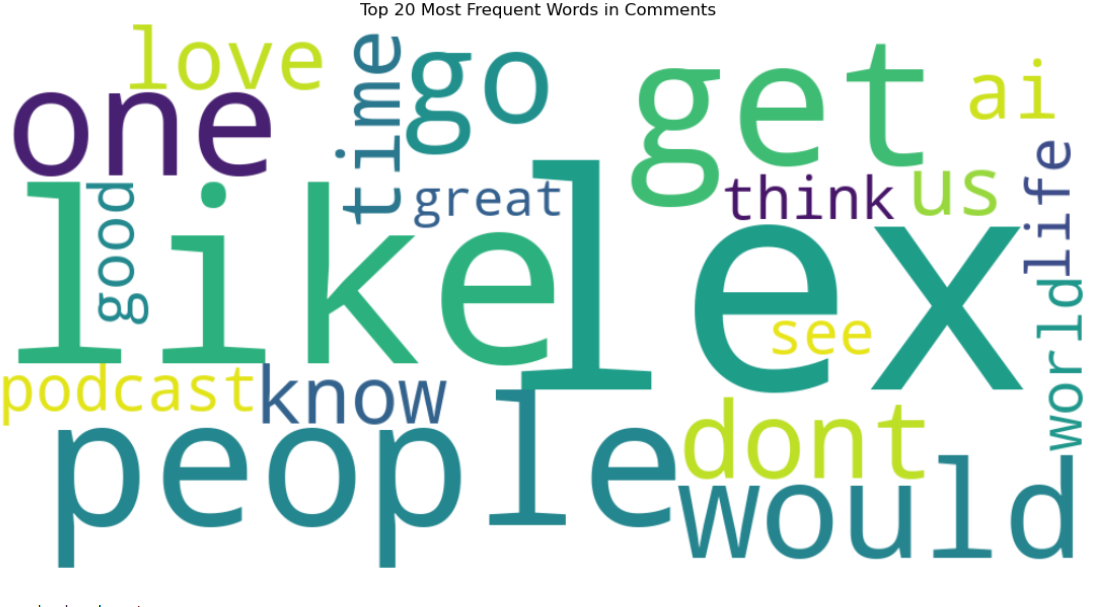 Top 20 Most Frequent Words in Comments
love
one
time
go
get
ai
like
good
great
lex
think
us
life
see
world
podcast
know
people
dont
would